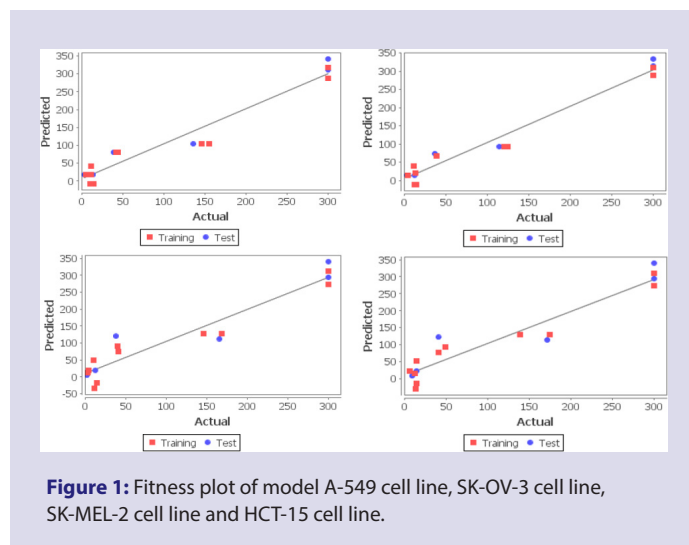 350
300
250
200
150
100
50
0
Predicted
0 50 100 150 200 250 300
Actual
Training Test
350
300
250
200
150
100
50
0
Predicted
0 50 100 150 200 250 300
Actual
Training Test
350
300
250
200
150
100
50
0
-50
Predicted
0 50 100 150 200 250 300
Actual
Training Test
350
300
250
200
150
100
50
0
Predicted
0 50 100 150 200 250 300
Actual
Training Test
Figure 1: Fitness plot of model A-549 cell line, SK-OV-3 cell line,
SK-MEL-2 cell line and HCT-15 cell line.